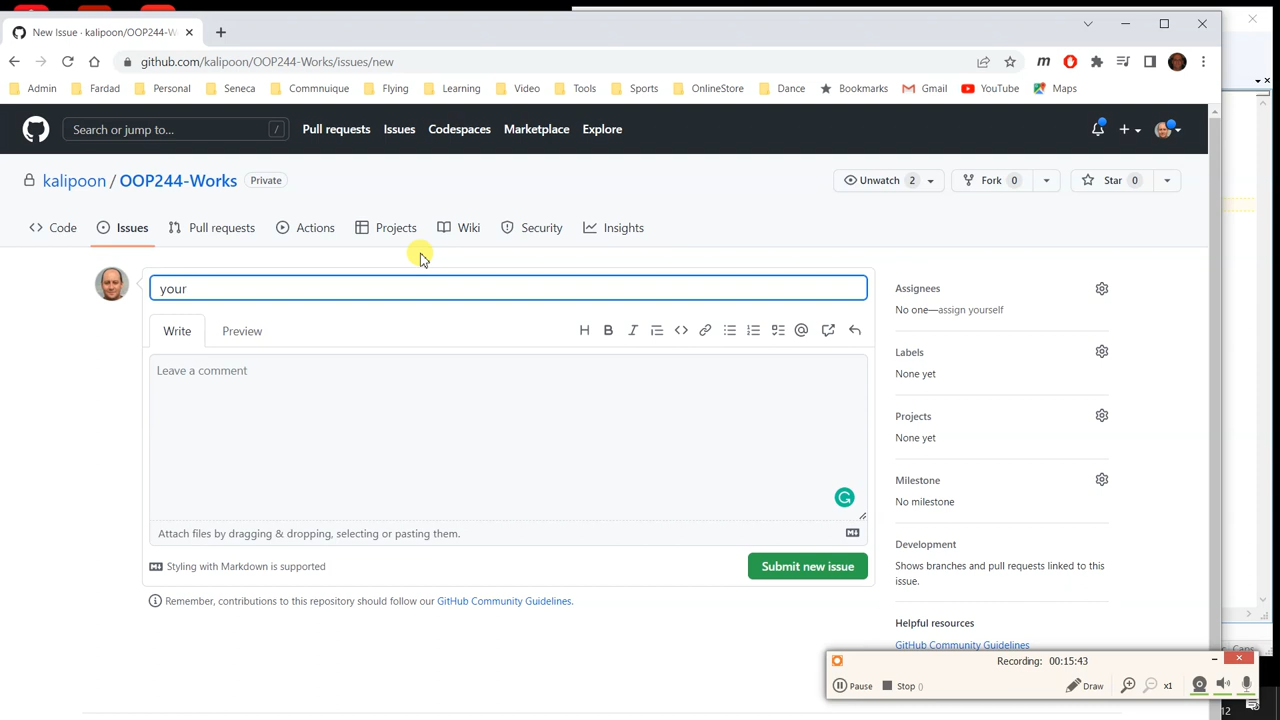 New Issue · kalipoon/OOP244-W
github.com/kalipoon/OOP244-Works/issues/new
Admin Fardad Personal Seneca Commnuique Flying Learning Video Tools Sports OnlineStore Dance Bookmarks Gmail YouTube Maps
Search or jump to... / Pull requests Issues Codespaces Marketplace Explore
kalipoon / OOP244-Works Private Unwatch 2 Fork 0 Star 0
Code Issues Pull requests Actions Projects Wiki Security Insights
your
Write Preview
Leave a comment
Attach files by dragging & dropping, selecting or pasting them.
Styling with Markdown is supported
Submit new issue
Remember, contributions to this repository should follow our GitHub Community Guidelines.
Assignees
No one—assign yourself
Labels
None yet
Projects
None yet
Milestone
No milestone
Development
Shows branches and pull requests linked to this
issue.
Helpful resources
GitHub Community Guidelines
Recording: 00:15:43
Pause Stop () Draw x1
12